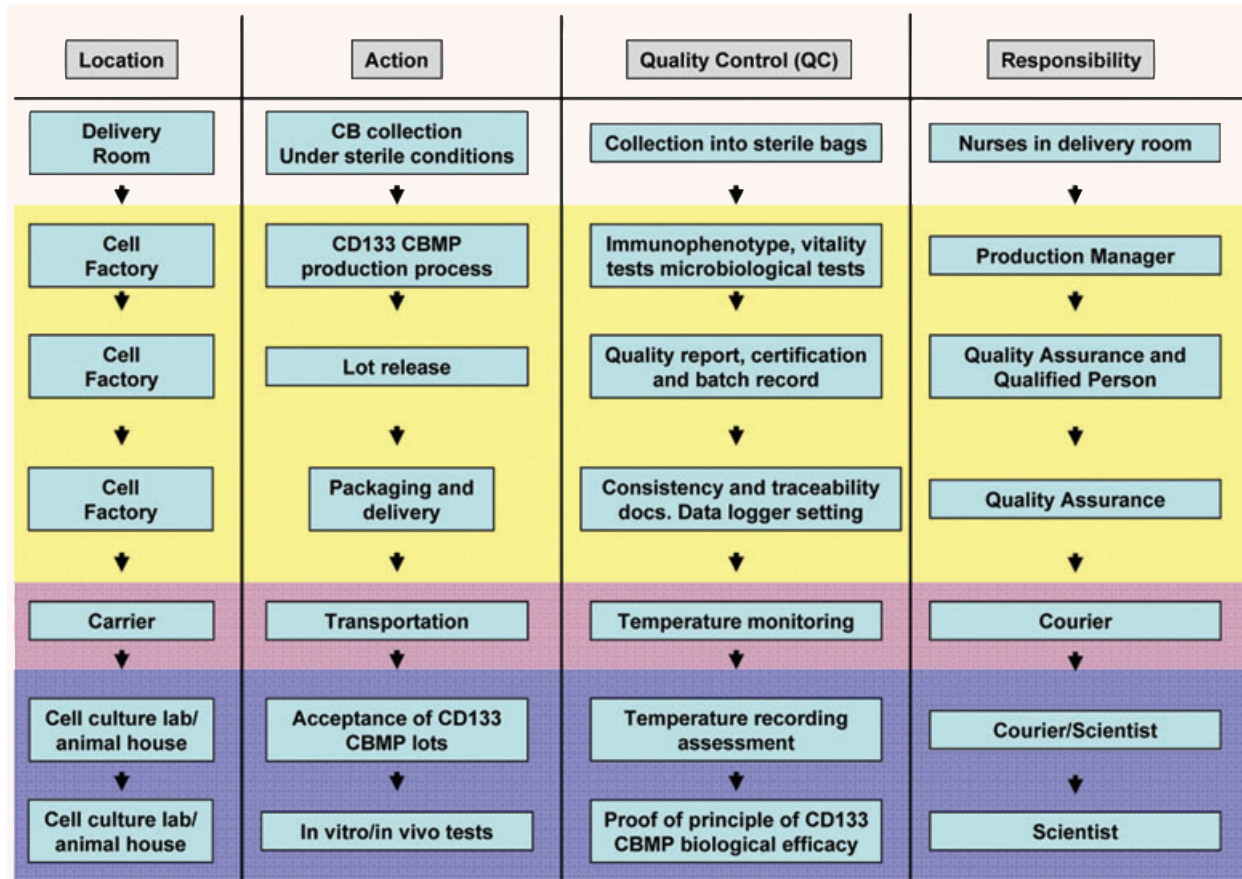 Location
Action
Quality Control (QC)
Responsibility
Delivery
Room
CB collection
Under sterile conditions
Collection into sterile bags
Nurses in delivery room
Cell
Factory
CD133 CBMP
production process
Immunophenotype, vitality
tests microbiological tests
Production Manager
Cell
Factory
Lot release
Quality report, certification
and batch record
Quality Assurance and
Qualified Person
Cell
Factory
Packaging and
delivery
Consistency and traceability
docs. Data logger setting
Quality Assurance
Carrier
Transportation
Temperature monitoring
Courier
Cell culture lab/
animal house
Acceptance of CD133
CBMP lots
Temperature recording
assessment
Courier/Scientist
Cell culture lab/
animal house
In vitro/in vivo tests
Proof of principle of CD133
CBMP biological efficacy
Scientist